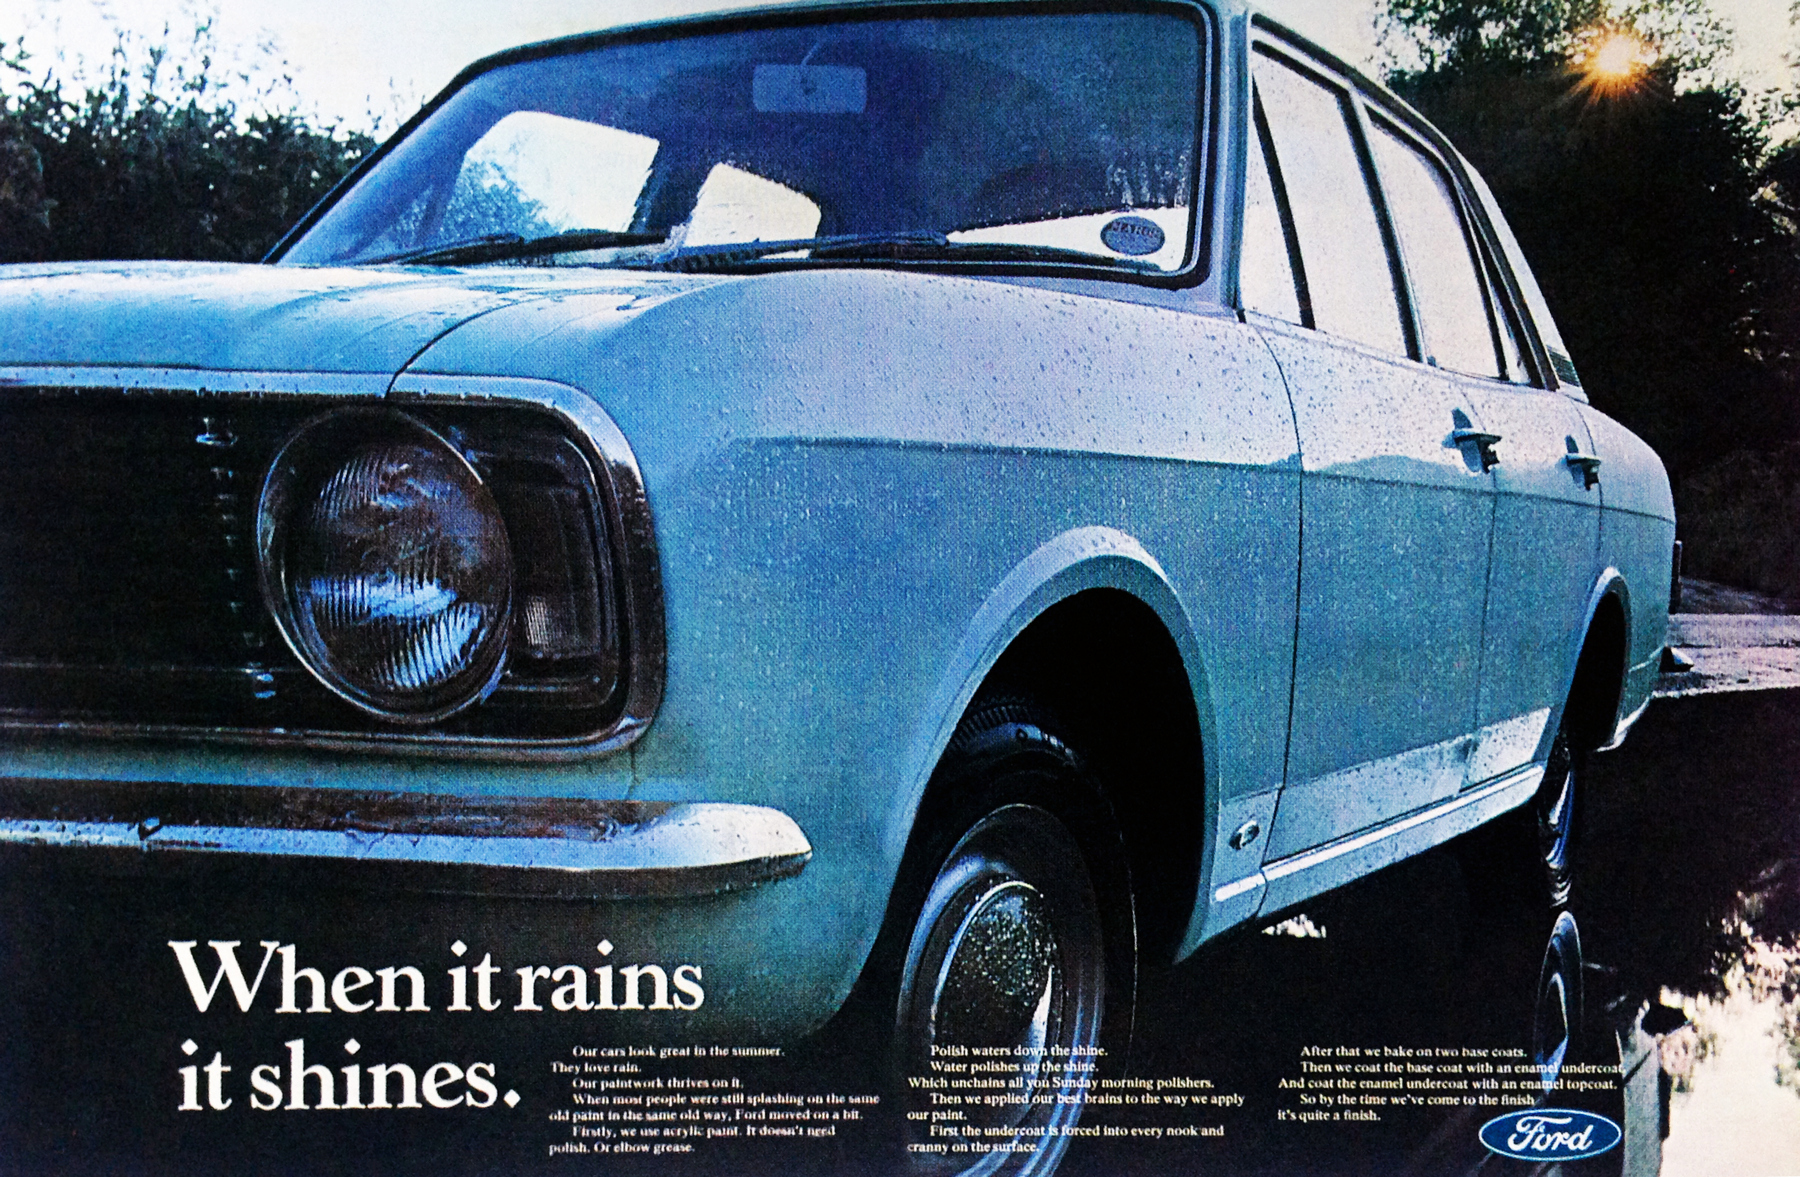 When it rains
it shines.
Our cars look great in the summer.
They love rain.
Our paintwork thrives on it.
When most people were still splashing on the same
old paint in the same old way, Ford moved on a bit.
Firstly, we use acrylic paint. It doesn't need
polish. Or elbow grease.
Polish waters down the shine.
Water polishes up the shine.
Which unchains all you Sunday morning polishers.
Then we applied our best brains to the way we apply
our paint.
First the undercoat is forced into every nook and
cranny on the surface.
After that we bake on two base coats.
Then we coat the base coat with an enamel undercoat.
And coat the enamel undercoat with an enamel topcoat.
So by the time we've come to the finish
it's quite a finish.
Ford